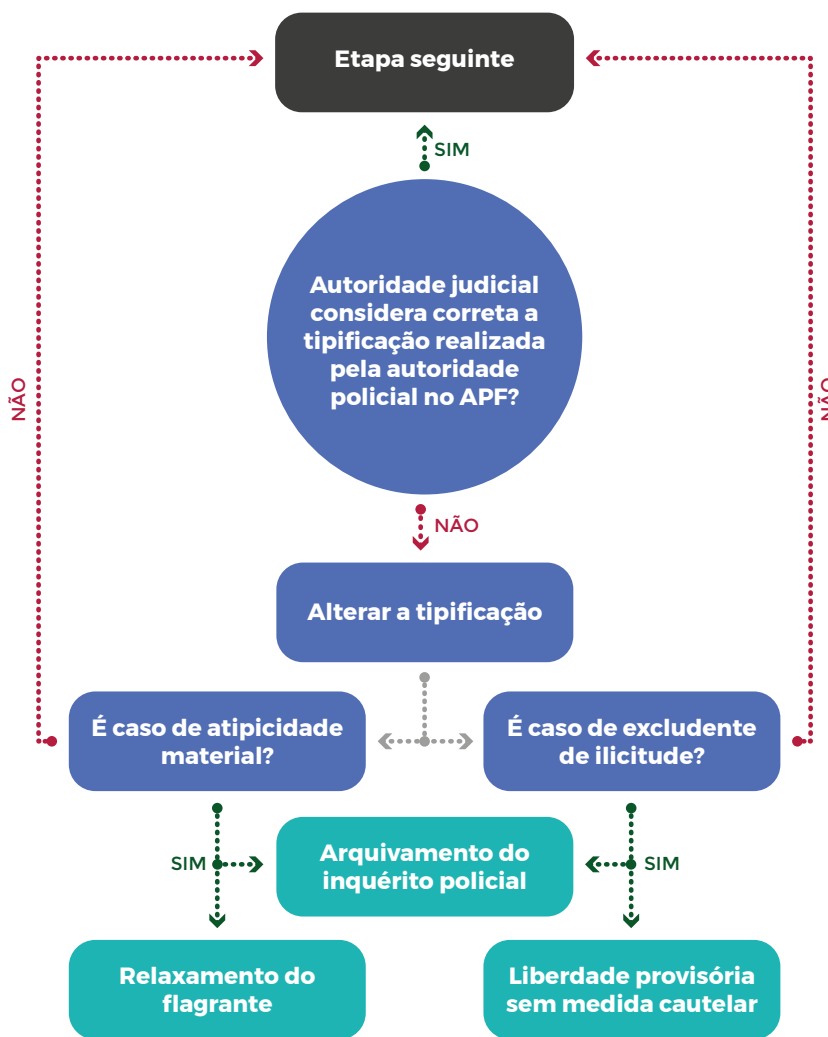 Etapa seguinte
SIM
Autoridade judicial
considera correta a
tipificação realizada
pela autoridade
policial no APF?
NÃO
NÃO
NÃO
Alterar a tipificação
É caso de atipicidade
material?
É caso de excludente
de ilicitude?
SIM
Arquivamento do
inquérito policial
SIM
Relaxamento do
flagrante
Liberdade provisória
sem medida cautelar